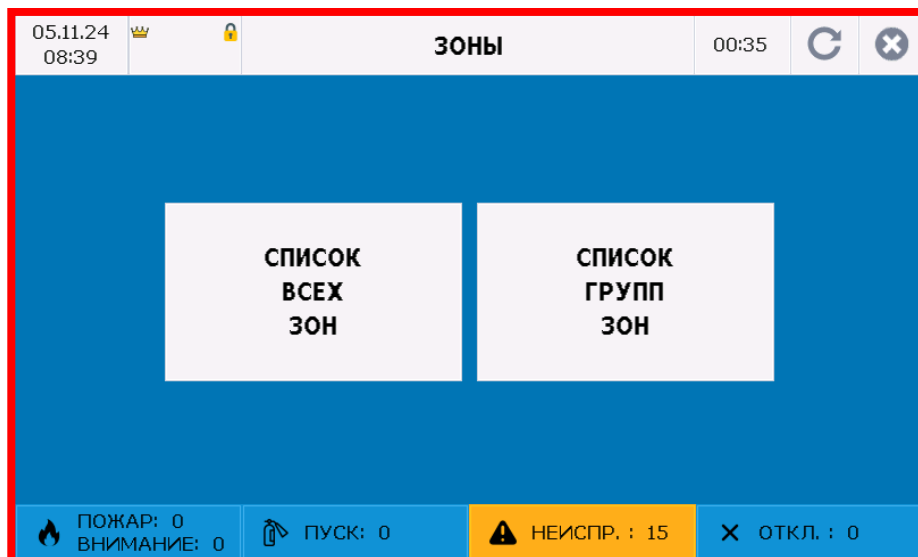 05.11.24
08:39
ЗОНЫ
00:35
СПИСОК
ВСЕХ
ЗОН
СПИСОК
ГРУПП
ЗОН
ПОЖАР: 0
ВНИМАНИЕ: 0
ПУСК: 0
НЕИСПР. : 15
ОТКЛ. : 0